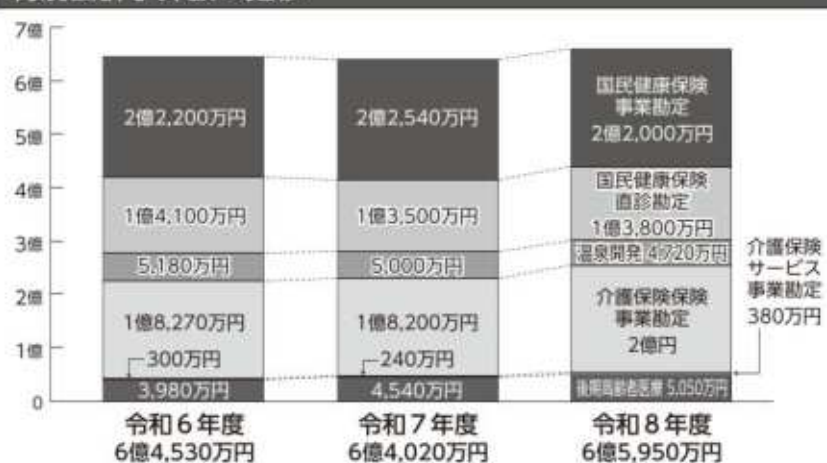 7億
6億
5億
4億
3億
2億
1億
0
2億2,200万円
1億4,100万円
5,180万円
1億8,270万円
300万円
3,980万円
令和6年度
6億4,530万円
2億2,540万円
1億3,500万円
5,000万円
1億8,200万円
240万円
4,540万円
令和7年度
6億4,020万円
国民健康保険
事業勘定
2億2,000万円
国民健康保険
直診勘定
1億3,800万円
温泉開発 4,720万円
介護保険保険
事業勘定
2億円
後期高齢者医療 5,050万円
令和8年度
6億5,950万円
介護保険
サービス
事業勘定
380万円